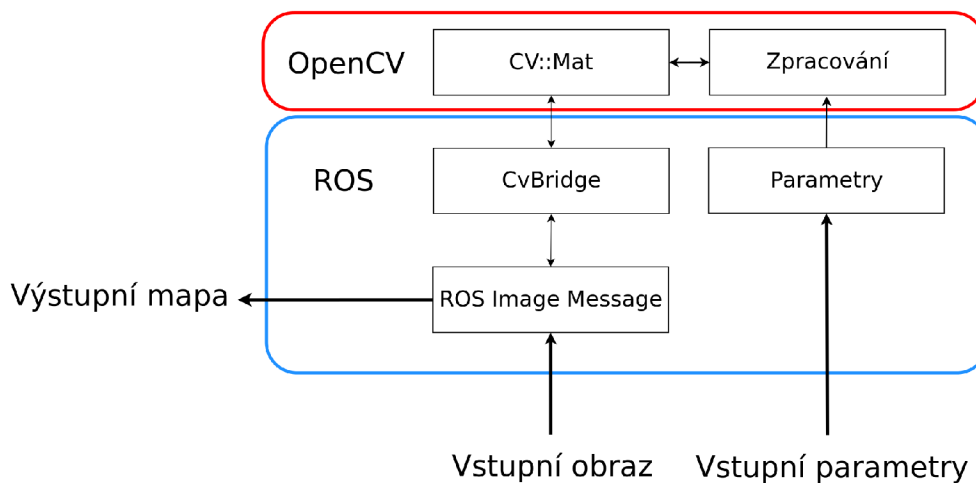 OpenCV
CV::Mat
Zpracování
ROS
CvBridge
Parametry
Výstupní mapa
ROS Image Message
Vstupní obraz
Vstupní parametry